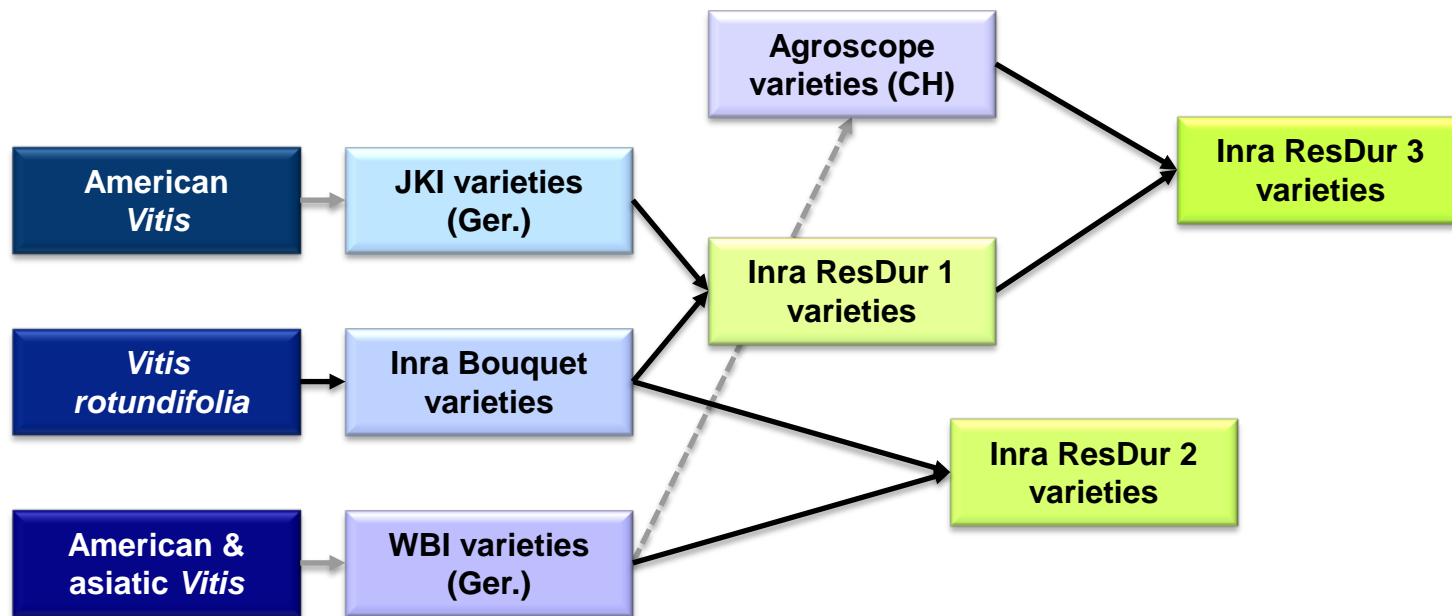 Agroscope
varieties (CH)
Inra ResDur 3
varieties
American
Vitis
JKI varieties
(Ger.)
Inra ResDur 1
varieties
Vitis
rotundifolia
Inra Bouquet
varieties
Inra ResDur 2
varieties
American &
asiatic Vitis
WBI varieties
(Ger.)